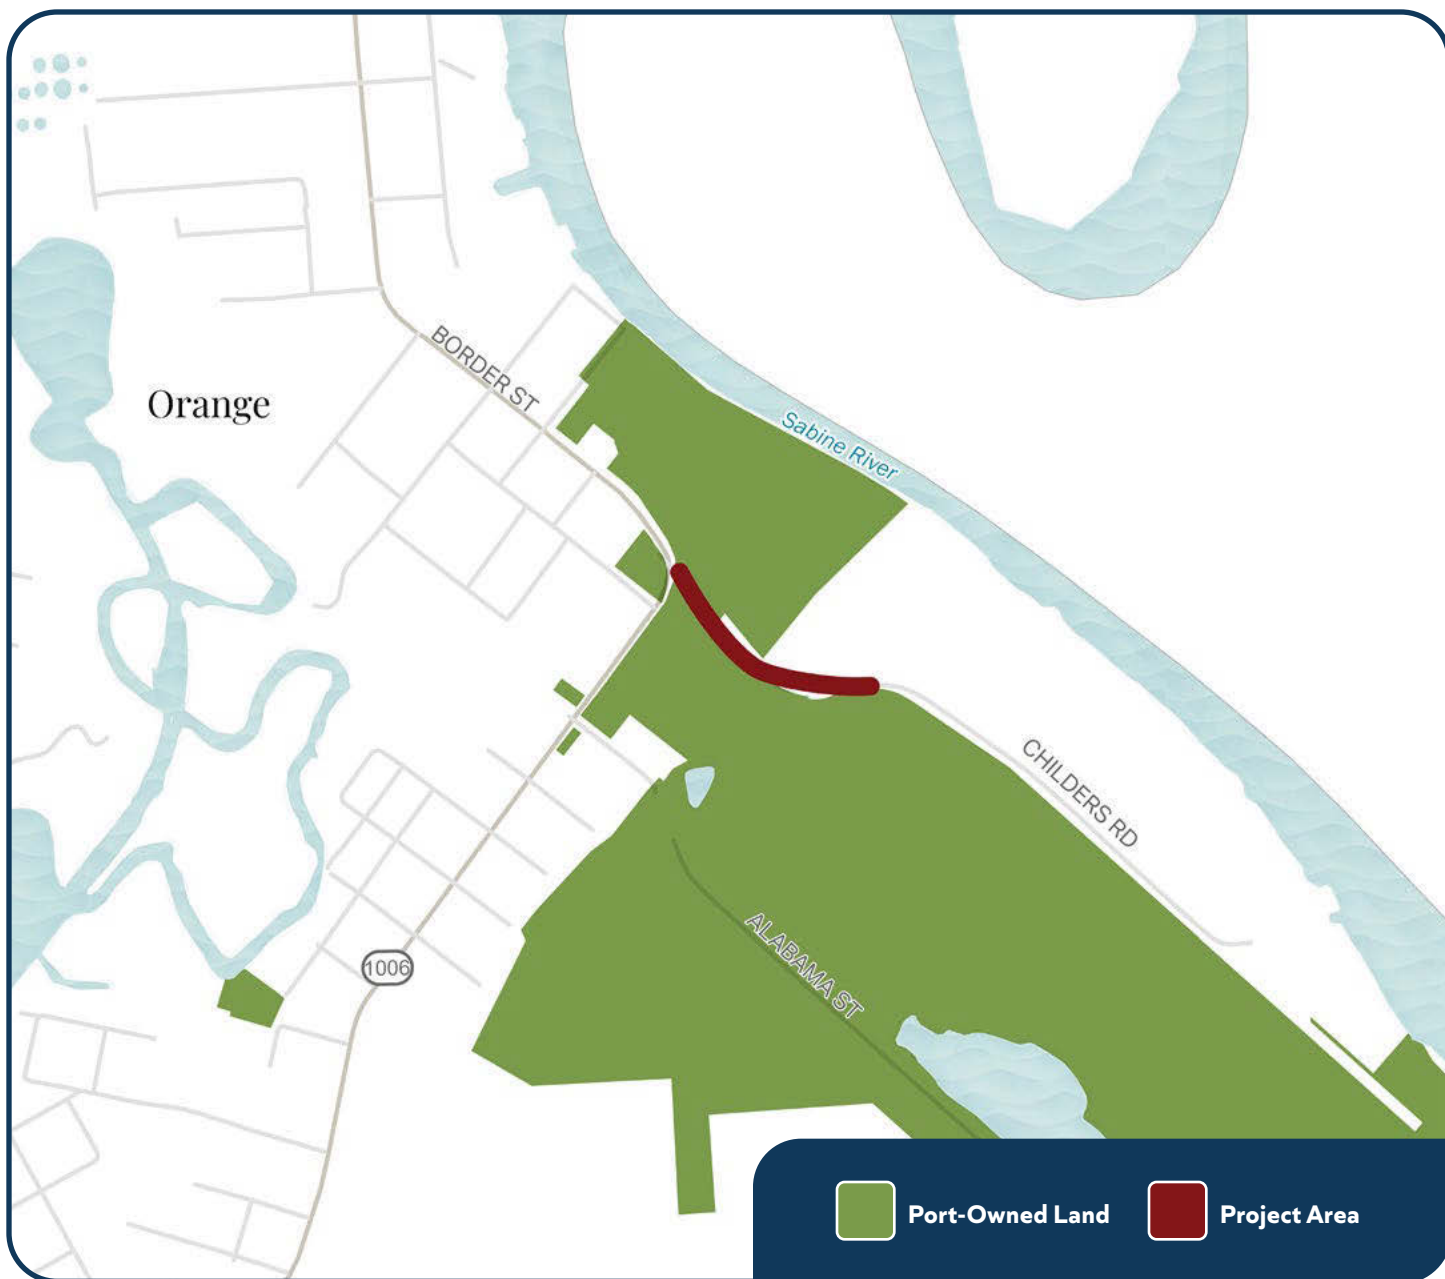 BORDER ST
Orange
Sabine River
CHILDERS RD
ALABAMA ST
1006
Port-Owned Land
Project Area